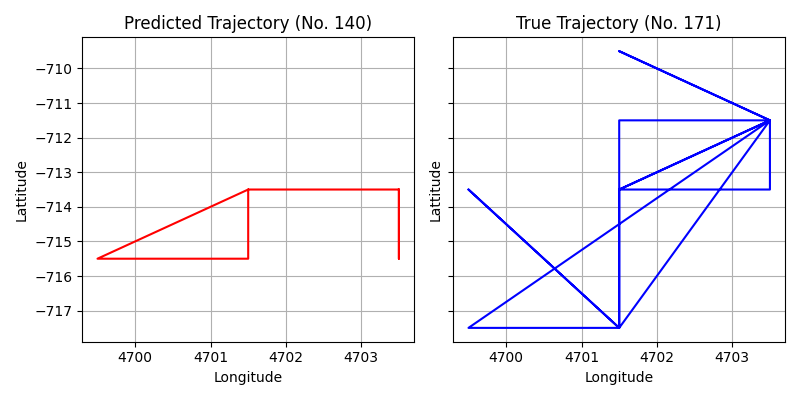 Predicted Trajectory (No. 140)
True Trajectory (No. 171)
−710
−711
−712
−713
−714
−715
−716
−717
Lattitude
Lattitude
4700 4701 4702 4703
4700 4701 4702 4703
Longitude
Longitude